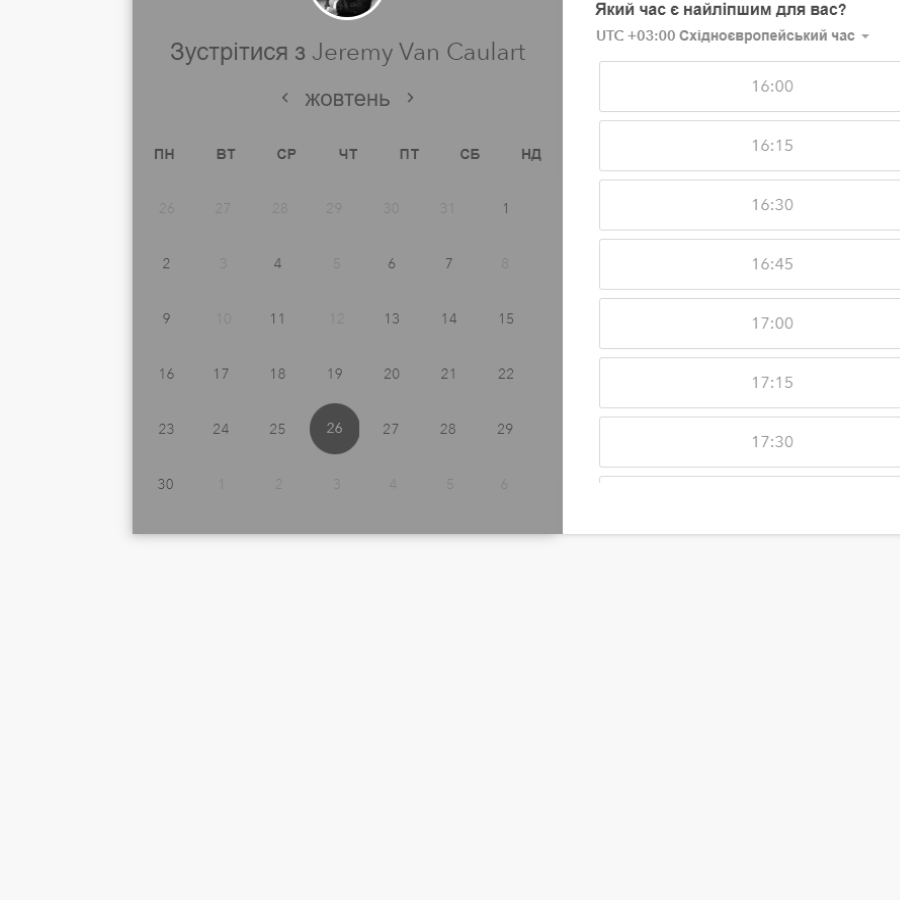 Зустрітися з Jeremy Van Caulart
жовтень
ПН ВТ СР ЧТ ПТ СБ НД
26 27 28 29 30 31 1
2 3 4 5 6 7 8
9 10 11 12 13 14 15
16 17 18 19 20 21 22
23 24 25 26 27 28 29
30 1 2 3 4 5 6
Який час є найліпшим для вас?
UTC +03:00 Східноєвропейський час
16:00
16:15
16:30
16:45
17:00
17:15
17:30